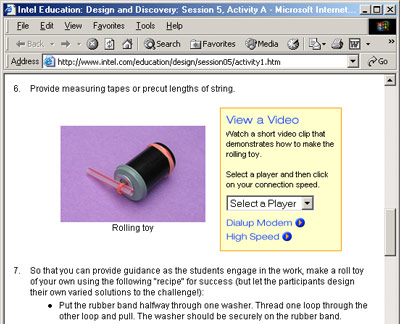 Intel Education: Design and Discovery: Session 5, Activity A - Microsoft Internet...
File Edit View Favorites Tools Help
Back Search Favorites Media
Address http://www.intel.com/education/design/session05/activity1.htm Go
6. Provide measuring tapes or precut lengths of string.
View a Video
Watch a short video clip that
demonstrates how to make the
rolling toy.
Select a player and then click
on your connection speed.
Select a Player
Dialup Modem
High Speed
Rolling toy
7. So that you can provide guidance as the students engage in the work, make a roll toy
of your own using the following "recipe" for success (but let the participants design
their own varied solutions to the challenge!):
• Put the rubber band halfway through one washer. Thread one loop through the
other loop and pull. The washer should be securely on the rubber band.